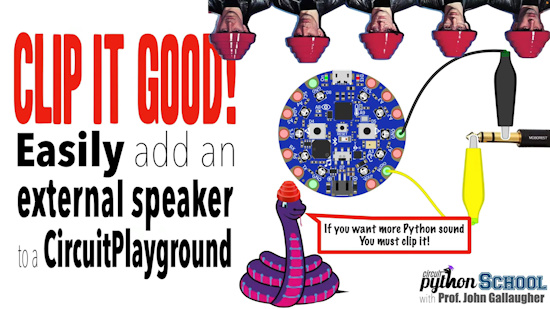 CLIP IT GOOD!
Easily add an
external speaker
to a CircuitPlayground
If you want more Python sound
You must clip it!
circuit
python SCHOOL
with Prof. John Gallaugher